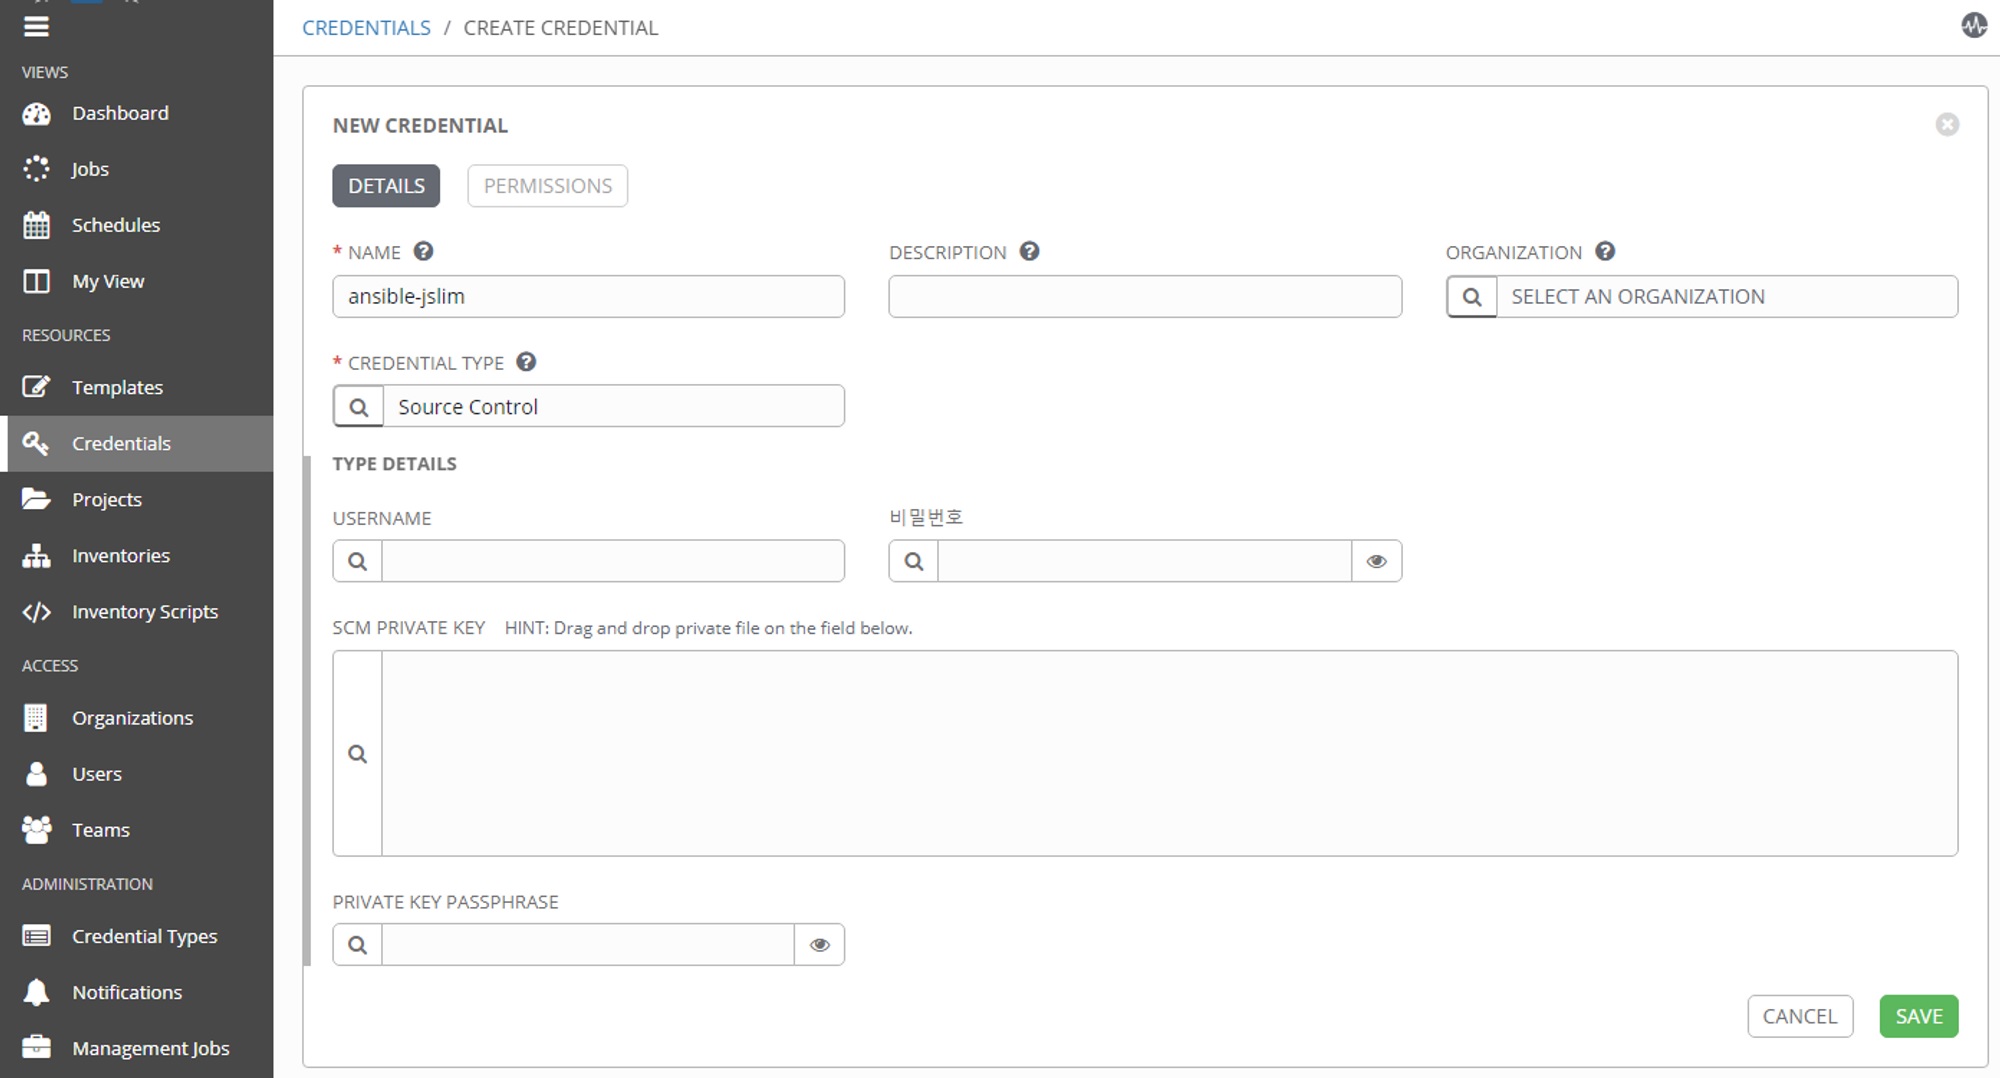 CREDENTIALS / CREATE CREDENTIAL
VIEWS
Dashboard
Jobs
Schedules
My View
RESOURCES
Templates
Credentials
Projects
Inventories
Inventory Scripts
ACCESS
Organizations
Users
Teams
ADMINISTRATION
Credential Types
Notifications
Management Jobs
NEW CREDENTIAL
DETAILS PERMISSIONS
* NAME DESCRIPTION ORGANIZATION
ansible-jslim SELECT AN ORGANIZATION
* CREDENTIAL TYPE
Source Control
TYPE DETAILS
USERNAME 비밀번호
SCM PRIVATE KEY HINT: Drag and drop private file on the field below.
PRIVATE KEY PASSPHRASE
CANCEL SAVE